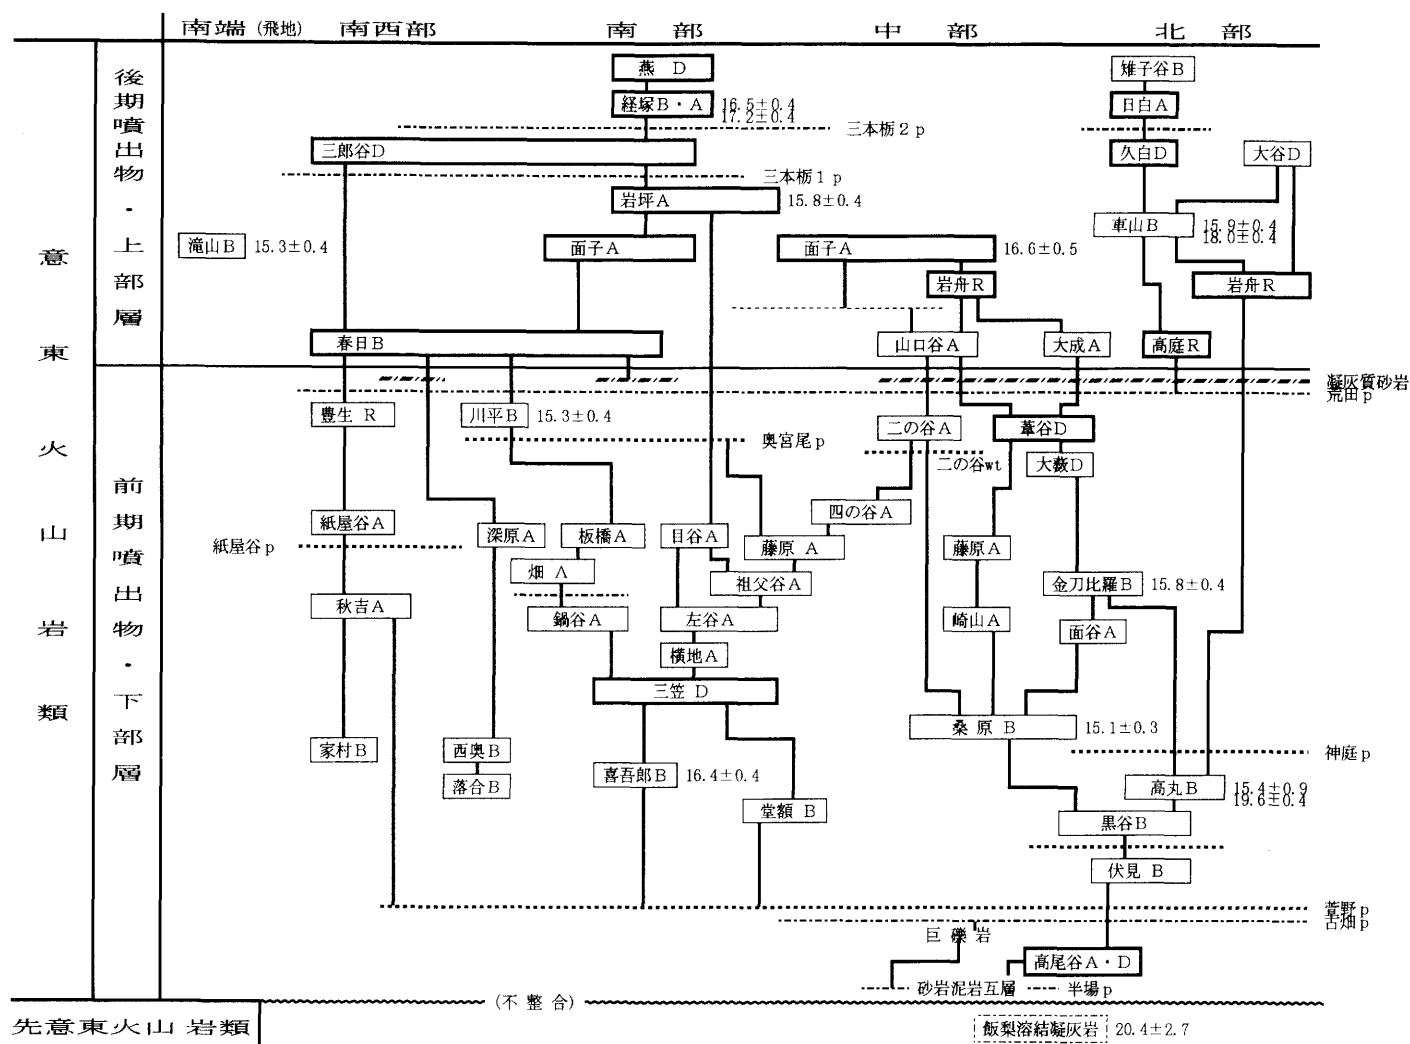 南端 (飛地) 南西部 南部 中部 北部
意東火山岩類
後期噴出物・上部層
前期噴出物・下部層
燕 D
雉子谷B
経塚B・A 16.5±0.4
17.2±0.4
日白A
三本栃2p
三郎谷D
久白D
大谷D
三本栃1p
岩坪A 15.8±0.4
車山B 15.9±0.4
18.0±0.4
滝山B 15.3±0.4
面子A
面子A 16.6±0.5
岩舟R
岩舟R
春日B
山口谷A
大成A
高庭R
凝灰質砂岩
荒田p
豊生 R
川平B 15.3±0.4
二の谷A
葦谷D
奥宮尾p
二の谷wt
大薮D
四の谷A
紙屋谷A
深原A
板橋A
目谷A
藤原 A
藤原A
紙屋谷p
畑 A
祖父谷A
金刀比羅B 15.8±0.4
秋吉A
鍋谷A
左谷A
崎山A
面谷A
横地A
三笠 D
桑原 B 15.1±0.3
家村B
西奥B
神庭p
落合B
喜吾郎B 16.4±0.4
高丸B 15.4±0.9
19.6±0.4
堂額 B
黒谷B
伏見 B
菅野p
古畑p
巨礫岩
高尾谷A・D
砂岩泥岩互層
半場p
(不整合)
先意東火山岩類
飯梨溶結凝灰岩 20.4±2.7